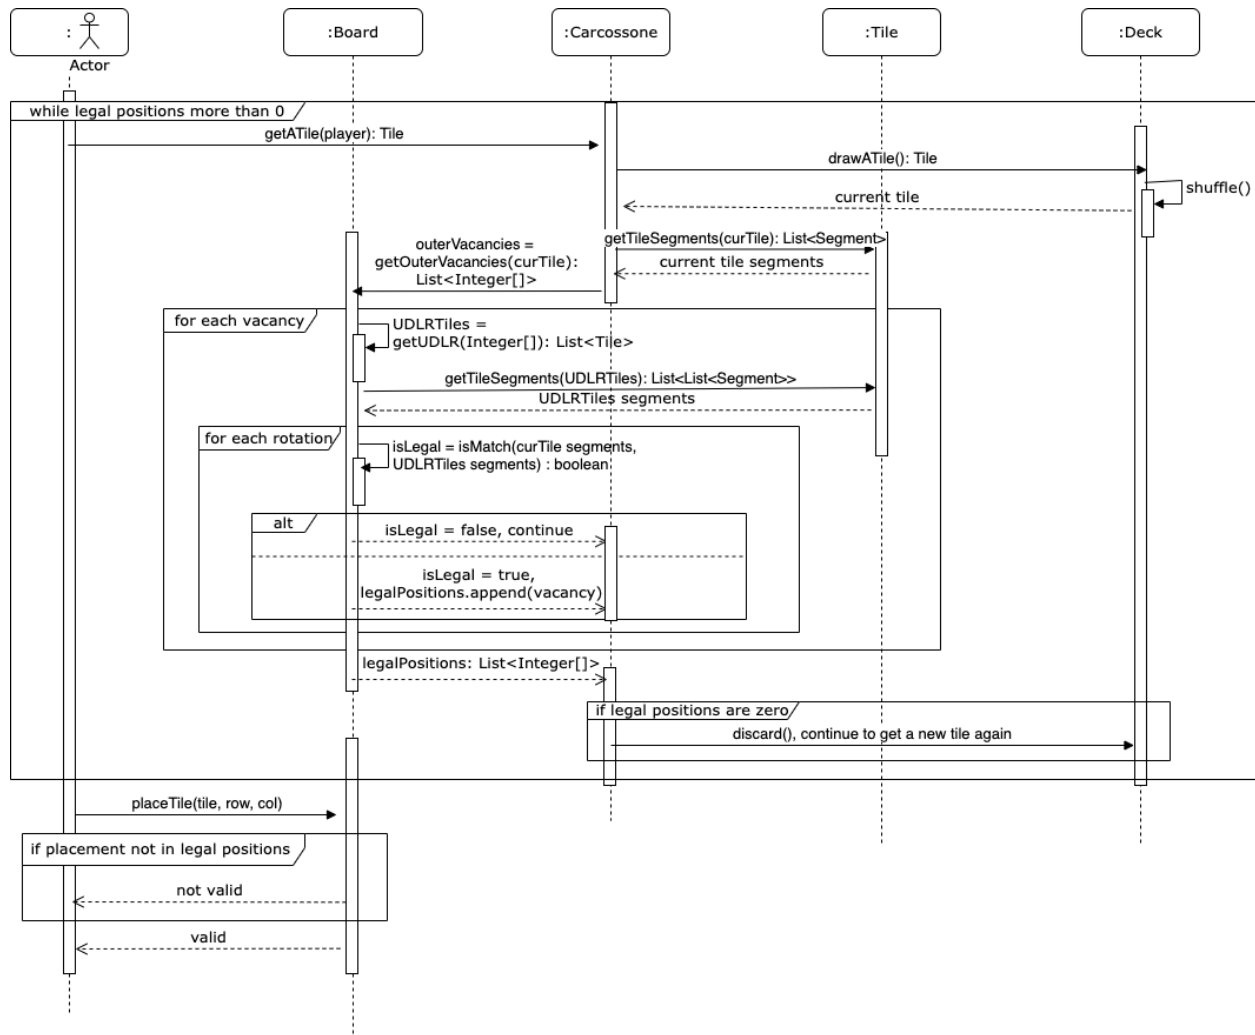 :
Actor
:Board
:Carcossone
:Tile
:Deck
while legal positions more than 0
getATile(player): Tile
drawATile(): Tile
shuffle()
current tile
outerVacancies =
getOuterVacancies(curTile):
List<Integer[]>
getTileSegments(curTile): List<Segment>
current tile segments
for each vacancy
UDLRTiles =
getUDLR(Integer[]): List<Tile>
getTileSegments(UDLRTiles): List<List<Segment>>
UDLRTiles segments
for each rotation
isLegal = isMatch(curTile segments,
UDLRTiles segments) : boolean
alt
isLegal = false, continue
isLegal = true,
legalPositions.append(vacancy)
legalPositions: List<Integer[]>
if legal positions are zero
discard(), continue to get a new tile again
placeTile(tile, row, col)
if placement not in legal positions
not valid
valid